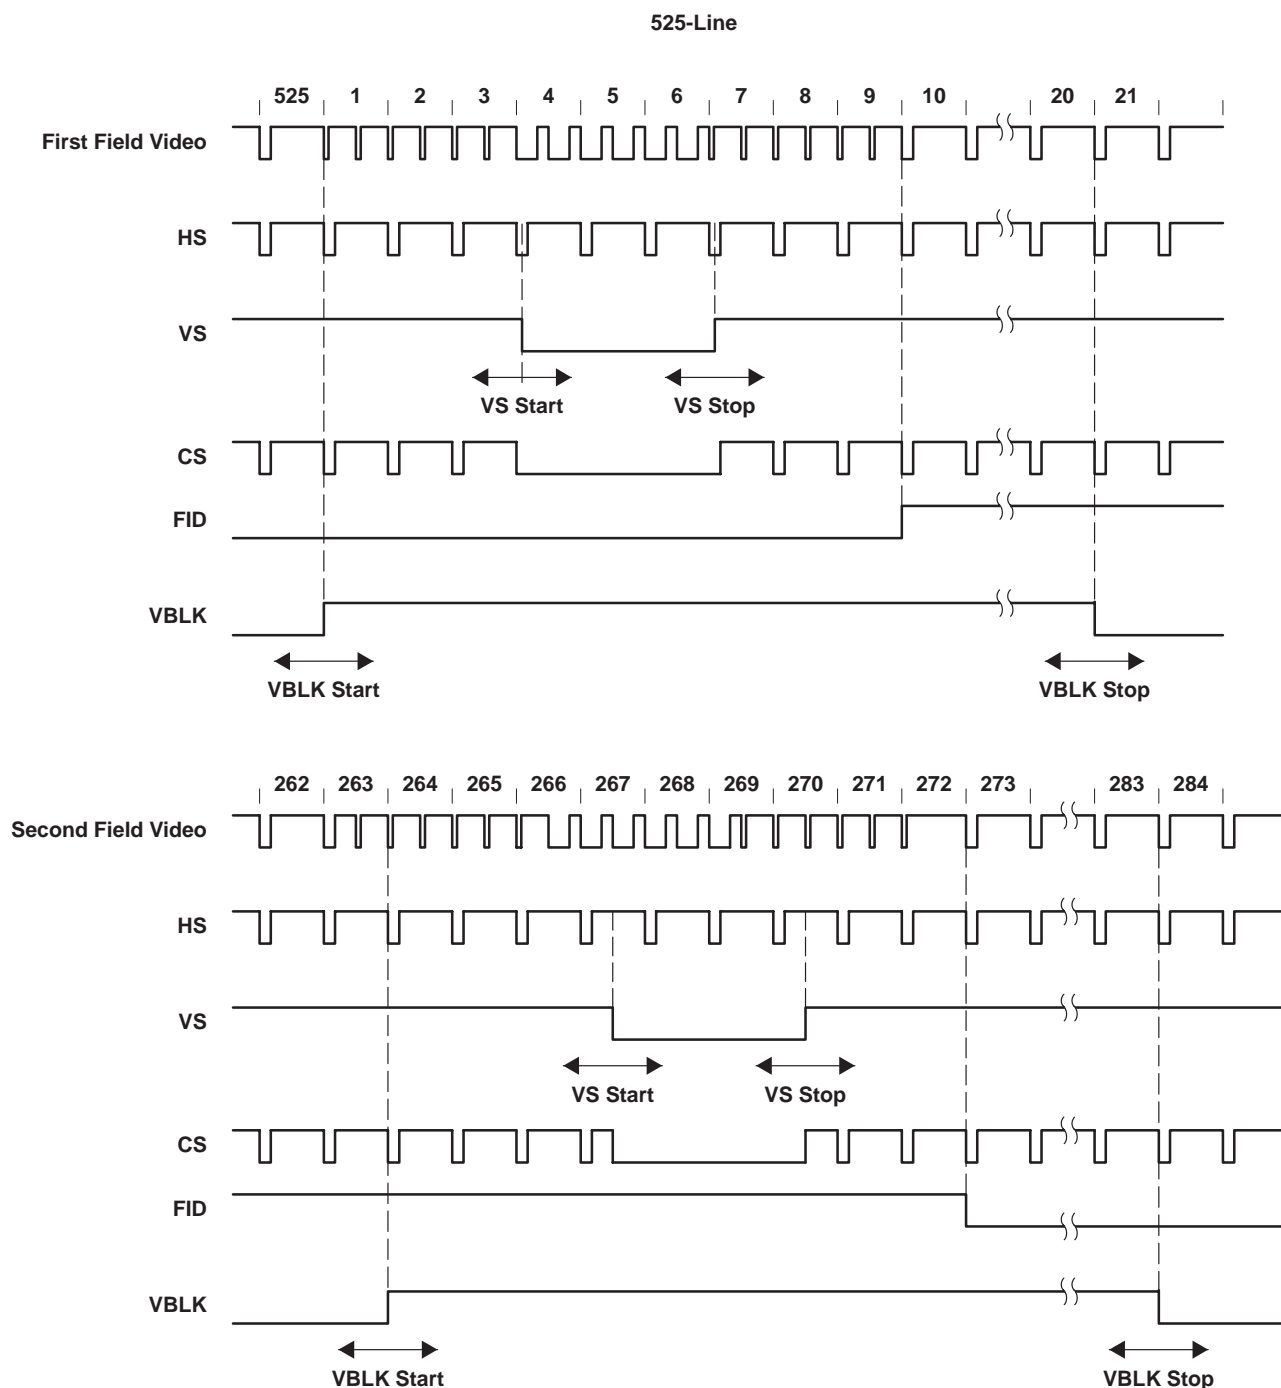 525-Line
525 1 2 3 4 5 6 7 8 9 10 20 21
First Field Video
HS
VS
VS Start VS Stop
CS
FID
VBLK
VBLK Start VBLK Stop
262 263 264 265 266 267 268 269 270 271 272 273 283 284
Second Field Video
HS
VS
VS Start VS Stop
CS
FID
VBLK
VBLK Start VBLK Stop